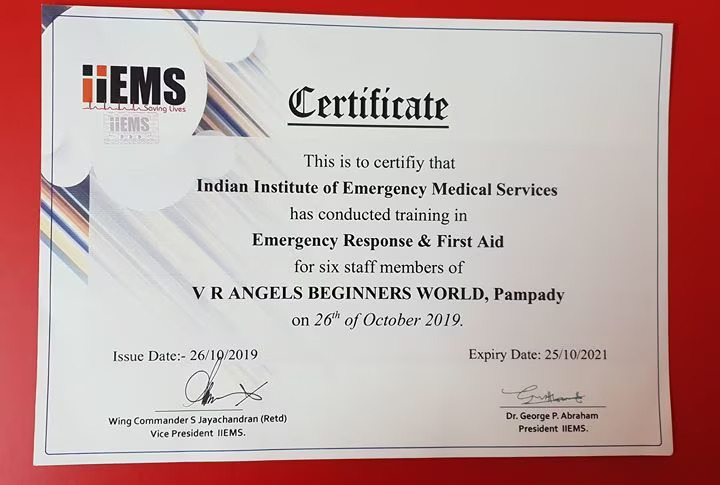 iiEMS
Saving Lives
iiEMS
Certificate
This is to certifiy that
Indian Institute of Emergency Medical Services
has conducted training in
Emergency Response & First Aid
for six staff members of
V R ANGELS BEGINNERS WORLD, Pampady
on 26th of October 2019.
Issue Date:- 26/10/2019
Expiry Date: 25/10/2021
Wing Commander S Jayachandran (Retd)
Vice President IIEMS.
Dr. George P. Abraham
President IIEMS.